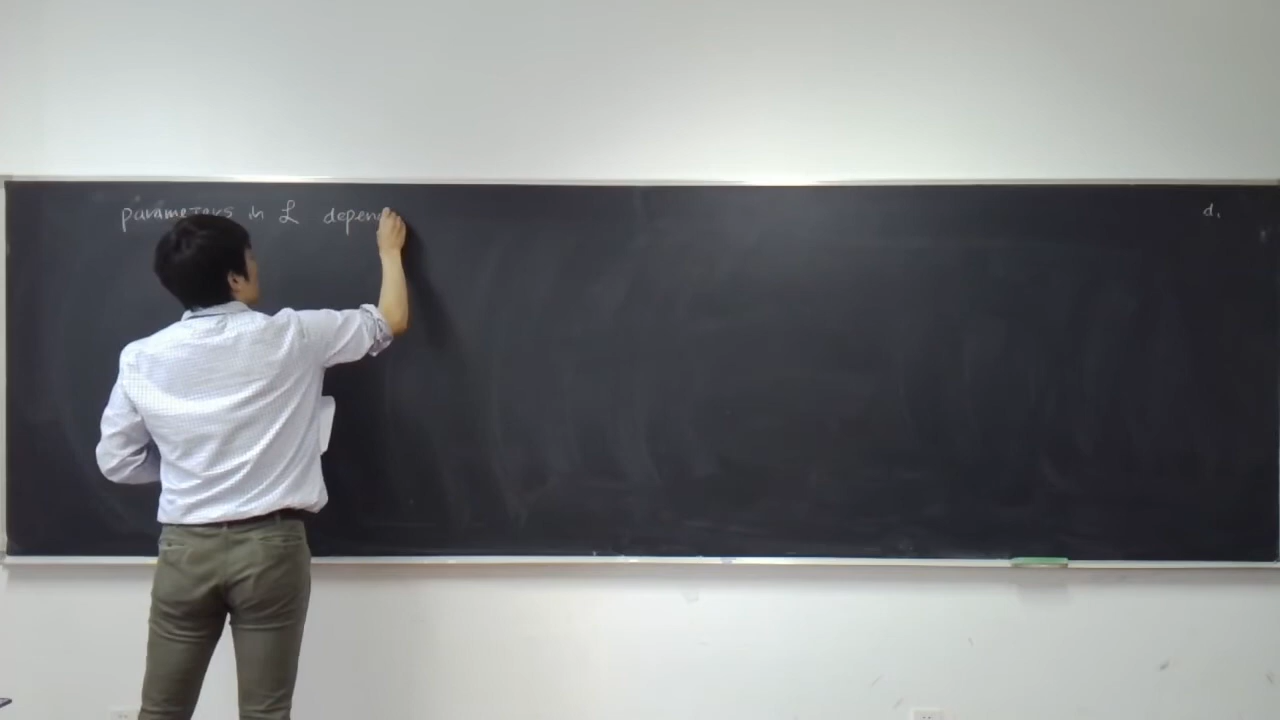 parameters in ℒ depend
d.